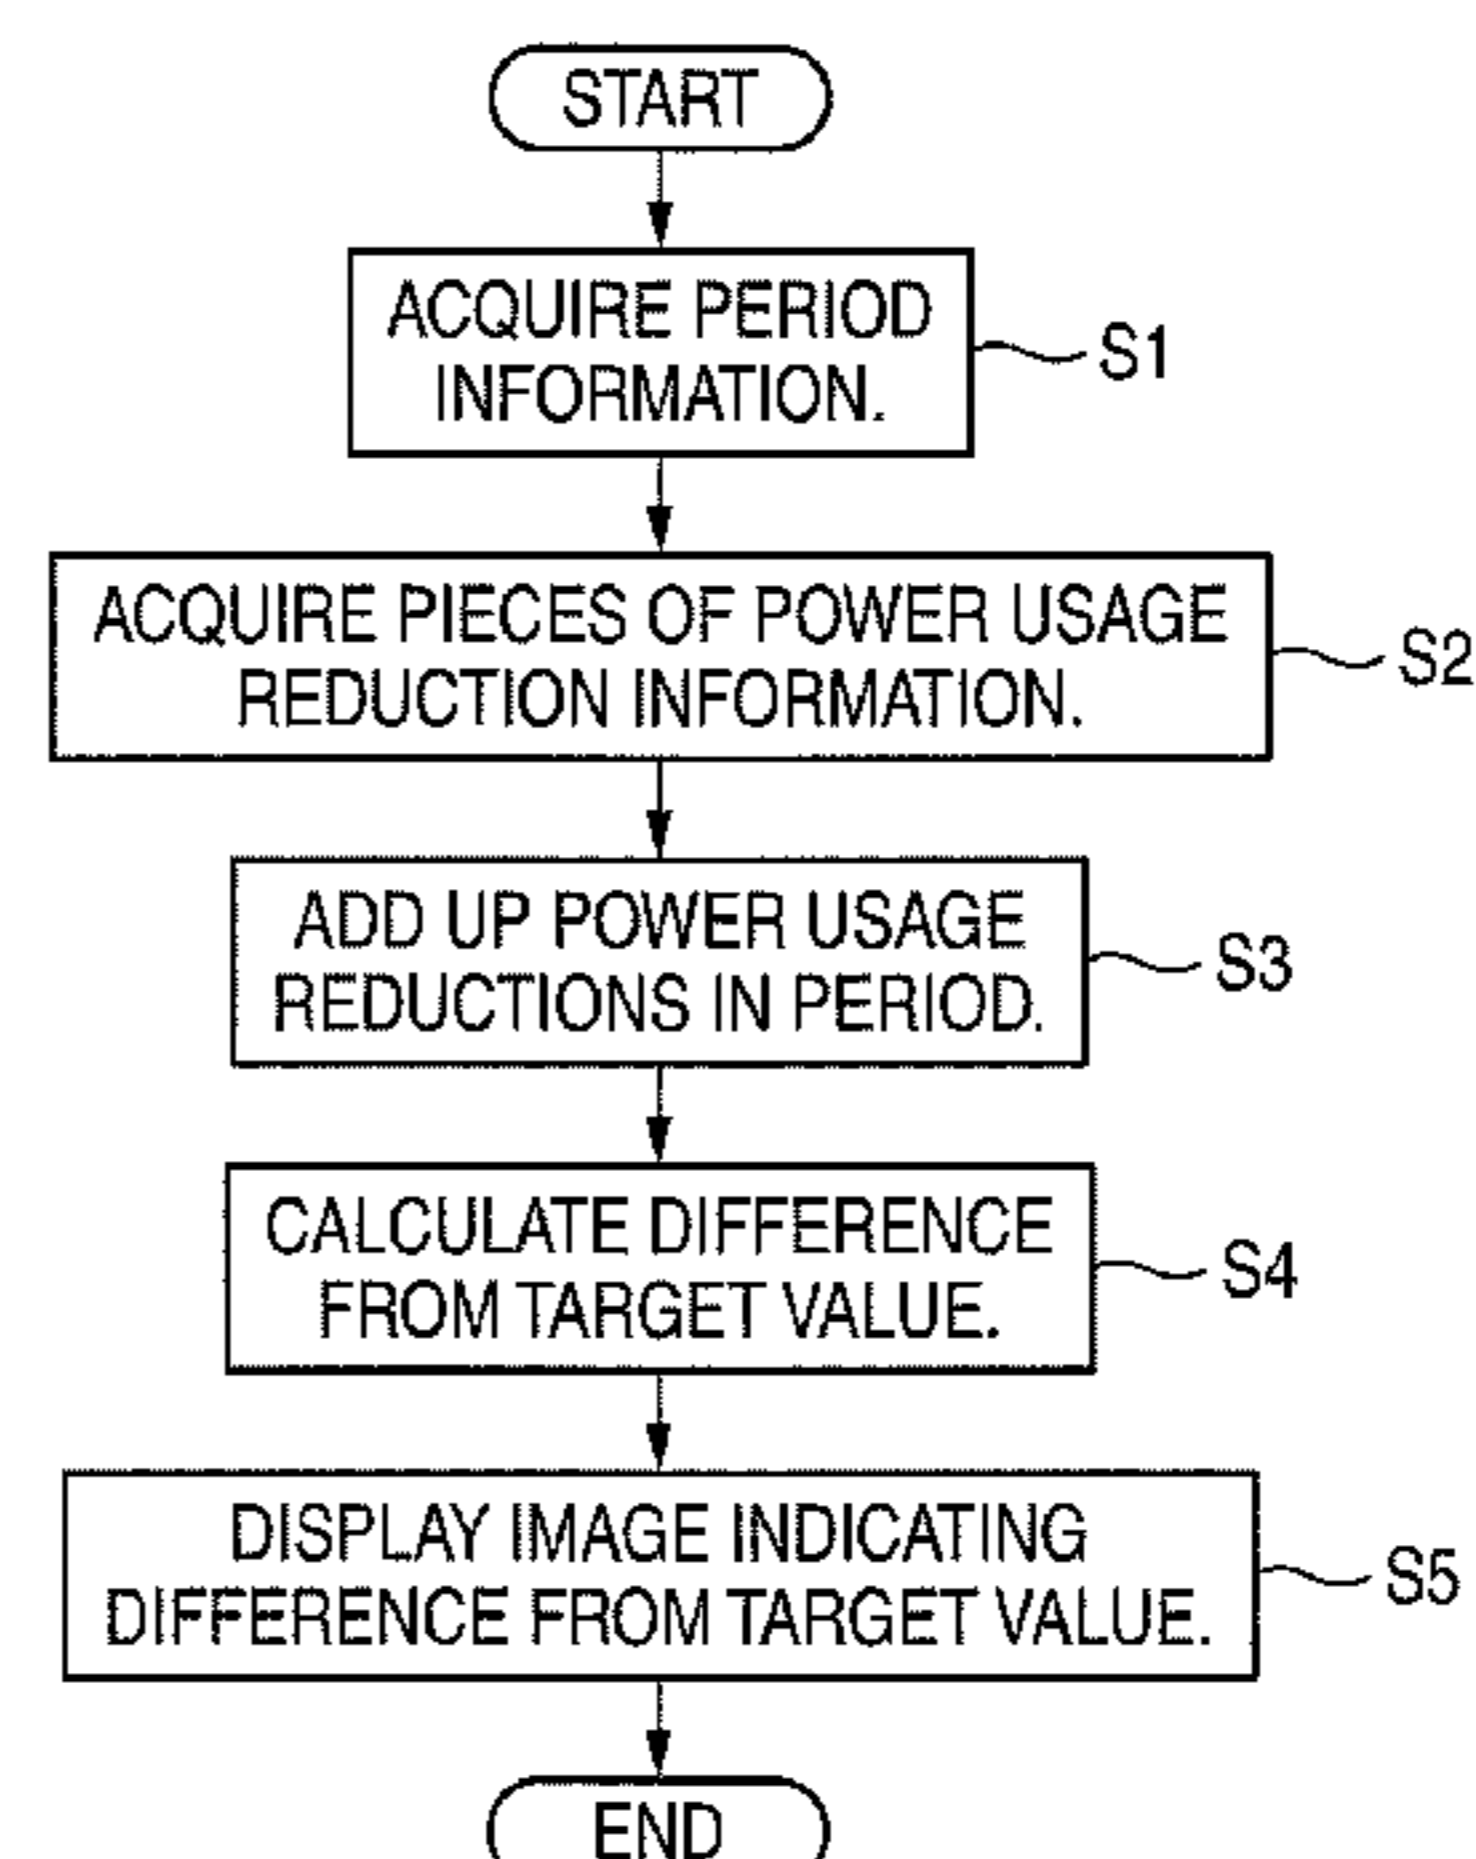 START
ACQUIRE PERIOD
INFORMATION.
S1
ACQUIRE PIECES OF POWER USAGE
REDUCTION INFORMATION.
S2
ADD UP POWER USAGE
REDUCTIONS IN PERIOD.
S3
CALCULATE DIFFERENCE
FROM TARGET VALUE.
S4
DISPLAY IMAGE INDICATING
DIFFERENCE FROM TARGET VALUE.
S5
END